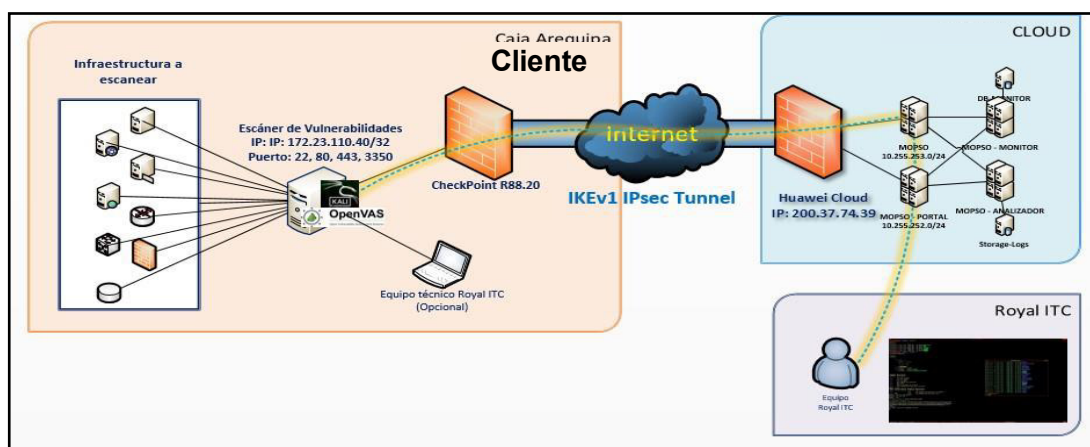 Caja Arequipa
Cliente
CLOUD
Infraestructura a
escanear
Escáner de Vulnerabilidades
IP: IP: 172.23.110.40/32
Puerto: 22, 80, 443, 3350
KALI
OpenVAS
CheckPoint R88.20
internet
IKEv1 IPsec Tunnel
Equipo técnico Royal ITC
(Opcional)
Huawei Cloud
IP: 200.37.74.39
MOPSO
10.255.253.0/24
MOPSO - PORTAL
10.255.252.0/24
MOPSO - MONITOR
MOPSO - ANALIZADOR
Storage-Logs
Royal ITC
Equipo
Royal ITC